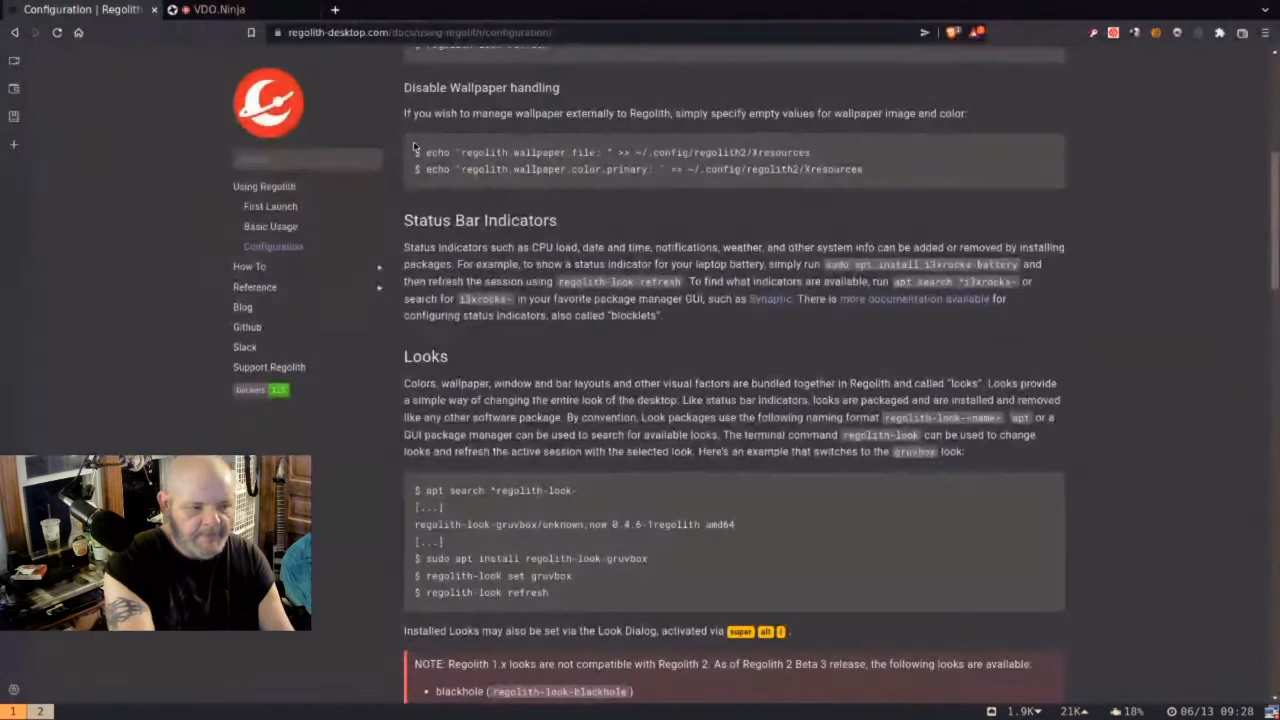 Configuration | Regolith
VDO.Ninja
regolith-desktop.com/docs/using-regolith/configuration/
Disable Wallpaper handling
If you wish to manage wallpaper externally to Regolith, simply specify empty values for wallpaper image and color:
$ echo "regolith.wallpaper.file: " >> ~/.config/regolith2/Xresources
$ echo "regolith.wallpaper.color.primary: " >> ~/.config/regolith2/Xresources
Search
Using Regolith
First Launch
Basic Usage
Configuration
How To
Reference
Blog
Github
Slack
Support Regolith
backers 115
Status Bar Indicators
Status indicators such as CPU load, date and time, notifications, weather, and other system info can be added or removed by installing
packages. For example, to show a status indicator for your laptop battery, simply run sudo apt install i3xrocks-battery and
then refresh the session using regolith-look refresh. To find what indicators are available, run apt search ^i3xrocks- or
search for i3xrocks- in your favorite package manager GUI, such as Synaptic. There is more documentation available for
configuring status indicators, also called "blocklets".
Looks
Colors, wallpaper, window and bar layouts and other visual factors are bundled together in Regolith and called "looks". Looks provide
a simple way of changing the entire look of the desktop. Like status bar indicators, looks are packaged and are installed and removed
like any other software package. By convention, Look packages use the following naming format regolith-look-<name> apt or a
GUI package manager can be used to search for available looks. The terminal command regolith-look can be used to change
looks and refresh the active session with the selected look. Here's an example that switches to the gruvbox look:
$ apt search ^regolith-look-
[...]
regolith-look-gruvbox/unknown,now 0.4.6-1regolith amd64
[...]
$ sudo apt install regolith-look-gruvbox
$ regolith-look set gruvbox
$ regolith-look refresh
Installed Looks may also be set via the Look Dialog, activated via super alt l .
NOTE: Regolith 1.x looks are not compatible with Regolith 2. As of Regolith 2 Beta 3 release, the following looks are available:
• blackhole (regolith-look-blackhole)
1 2
1.9K 21K 18% 06/13 09:28